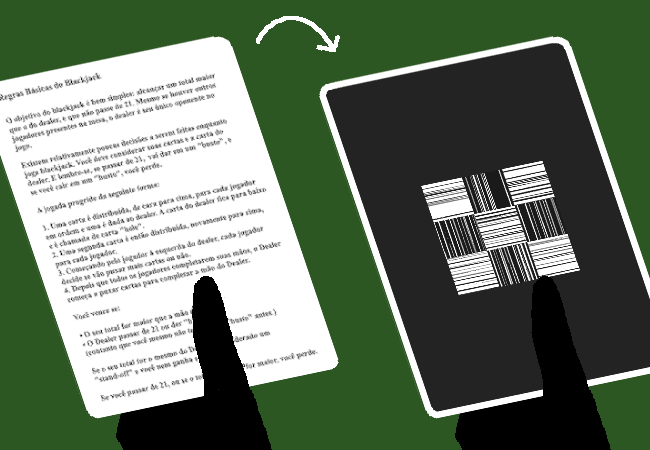 Regras Básicas do Blackjack
O objetivo do blackjack é bem simples: alcançar um total maior
que o do dealer, e que não passe de 21. Mesmo se houver outros
jogadores presentes na mesa, o dealer é seu único oponente no
jogo.
Existem relativamente poucas decisões a serem feitas enquanto
joga blackjack. Você deve considerar suas cartas e a carta do
dealer. E lembre-se, se passar de 21, vai dar em um "busto", e
se você cair em um "busto", você perde.
A jogada progride da seguinte forma:
1. Uma carta é distribuída, de cara para cima, para cada jogador
em ordem e uma é dada ao dealer. A carta do dealer fica para baixo
e é chamada de carta "hole".
2. Uma segunda carta é então distribuída, novamente para cima,
para cada jogador.
3. Começando pelo jogador à esquerda do dealer, cada jogador
decide se vão puxar mais cartas ou não.
4. Depois que todos os jogadores completarem suas mãos, o Dealer
começa a puxar cartas para completar a mão do Dealer.
Você vence se:
• O seu total for maior que a mão
• O Dealer passar de 21 ou der "b "busto" antes.)
(contanto que você mesmo não
Se o seu total for o mesmo do um
"stand-off" e você nem ganha
Se você passar de 21, ou se o for maior, você perde.